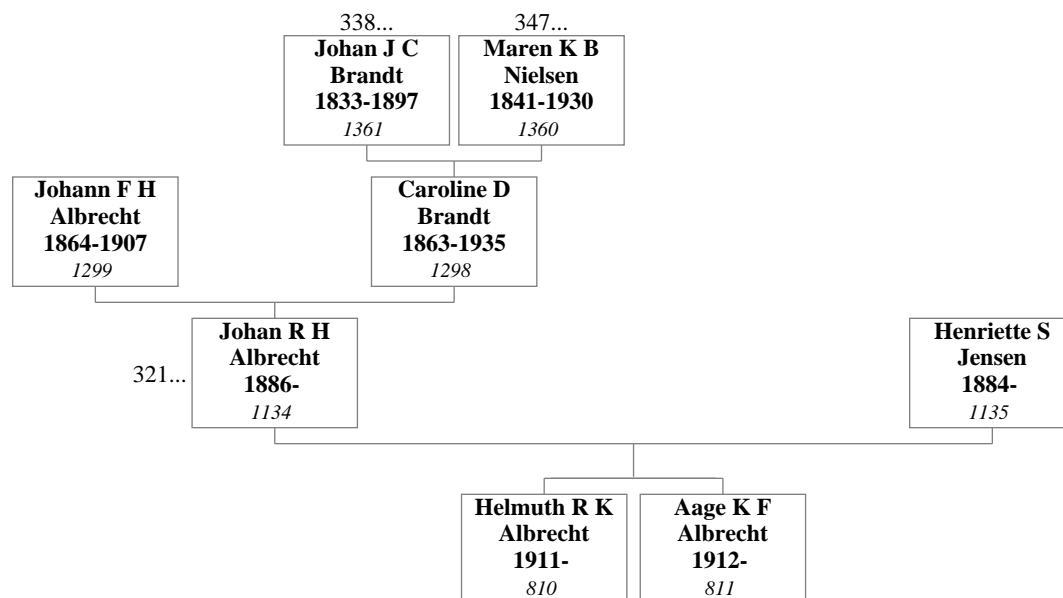 338...
Johan J C
Brandt
1833-1897
1361
347...
Maren K B
Nielsen
1841-1930
1360
Johann F H
Albrecht
1864-1907
1299
Caroline D
Brandt
1863-1935
1298
321...
Johan R H
Albrecht
1886-
1134
Henriette S
Jensen
1884-
1135
Helmuth R K
Albrecht
1911-
810
Aage K F
Albrecht
1912-
811